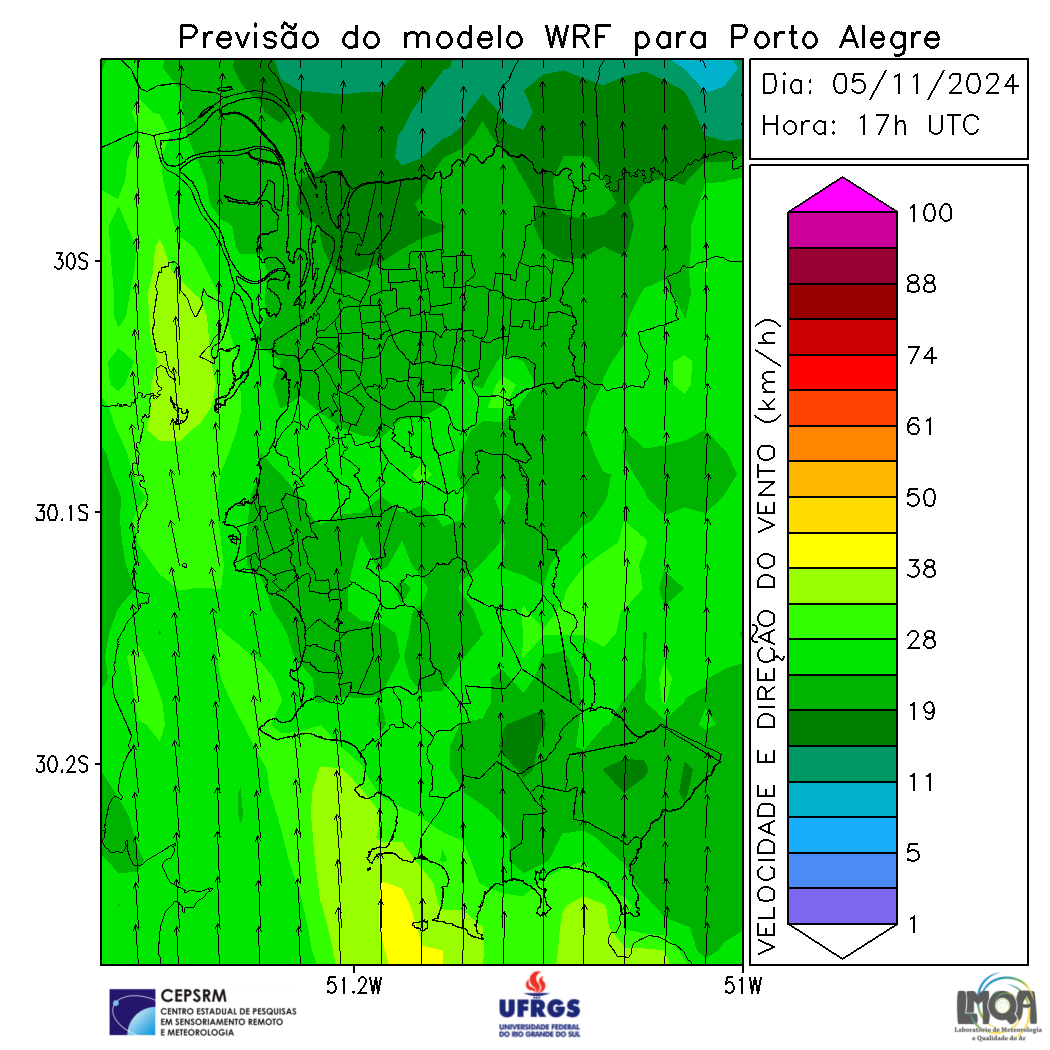 Previsão do modelo WRF para Porto Alegre
Dia: 05/11/2024
Hora: 17h UTC
30S
30.1S
30.2S
51.2W
51W
VELOCIDADE E DIREÇÃO DO VENTO (km/h)
100
88
74
61
50
38
28
19
11
5
1
CEPSRM
CENTRO ESTADUAL DE PESQUISAS
EM SENSORIAMENTO REMOTO
E METEOROLOGIA
UFRGS
UNIVERSIDADE FEDERAL
DO RIO GRANDE DO SUL
LMQA
Laboratório de Meteorologia
e Qualidade do Ar